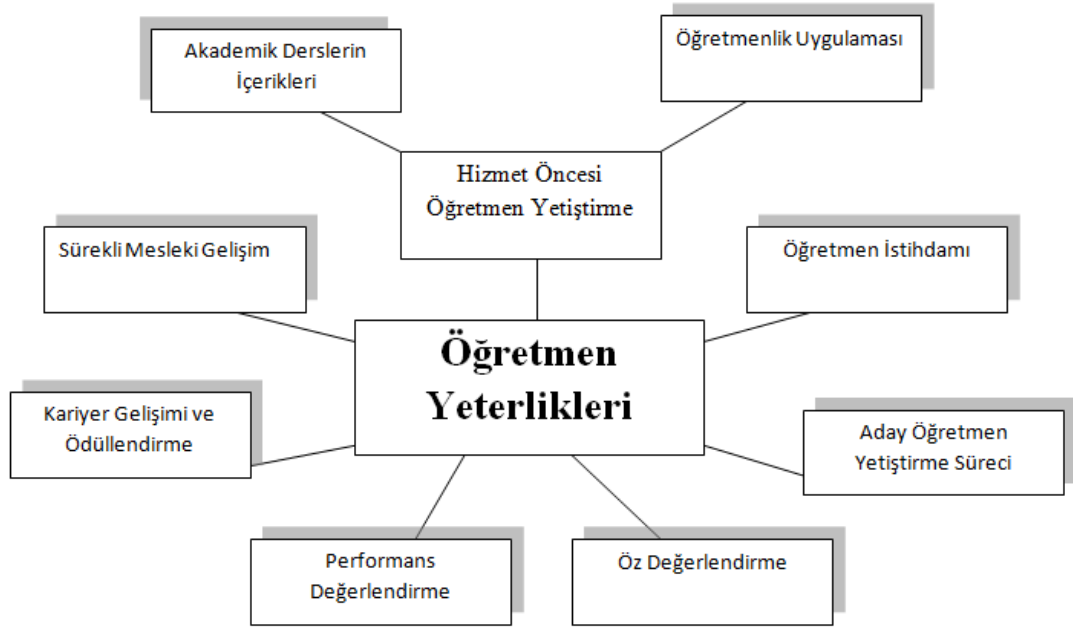 Akademik Derslerin
İçerikleri
Öğretmenlik Uygulaması
Hizmet Öncesi
Öğretmen Yetiştirme
Sürekli Mesleki Gelişim
Öğretmen İstihdamı
Öğretmen
Yeterlikleri
Kariyer Gelişimi ve
Ödüllendirme
Aday Öğretmen
Yetiştirme Süreci
Performans
Değerlendirme
Öz Değerlendirme